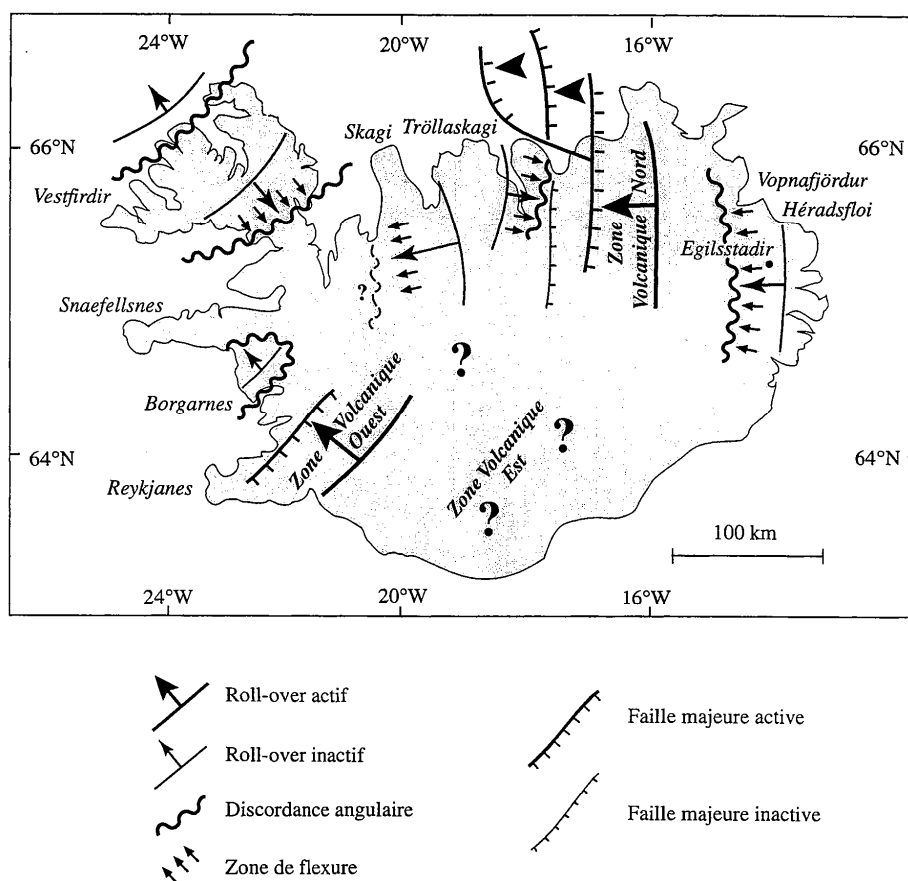 24°W
20°W
16°W
66°N
66°N
Skagi
Tröllaskagi
Vestfirdir
Vopnafjördur
Héradsfloi
Egilsstadir
Zone
Volcanique Nord
Snaefellsnes
?
?
Borgarnes
Zone Volcanique
Ouest
Zone Volcanique
Est
?
64°N
64°N
Reykjanes
?
100 km
24°W
20°W
16°W
Roll-over actif
Roll-over inactif
Discordance angulaire
Zone de flexure
Faille majeure active
Faille majeure inactive